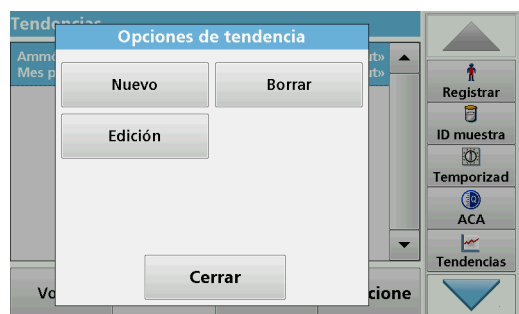 Tendencias
Opciones de tendencia
Nuevo
Borrar
Edición
Cerrar
Registrar
ID muestra
Temporizad
ACA
Tendencias